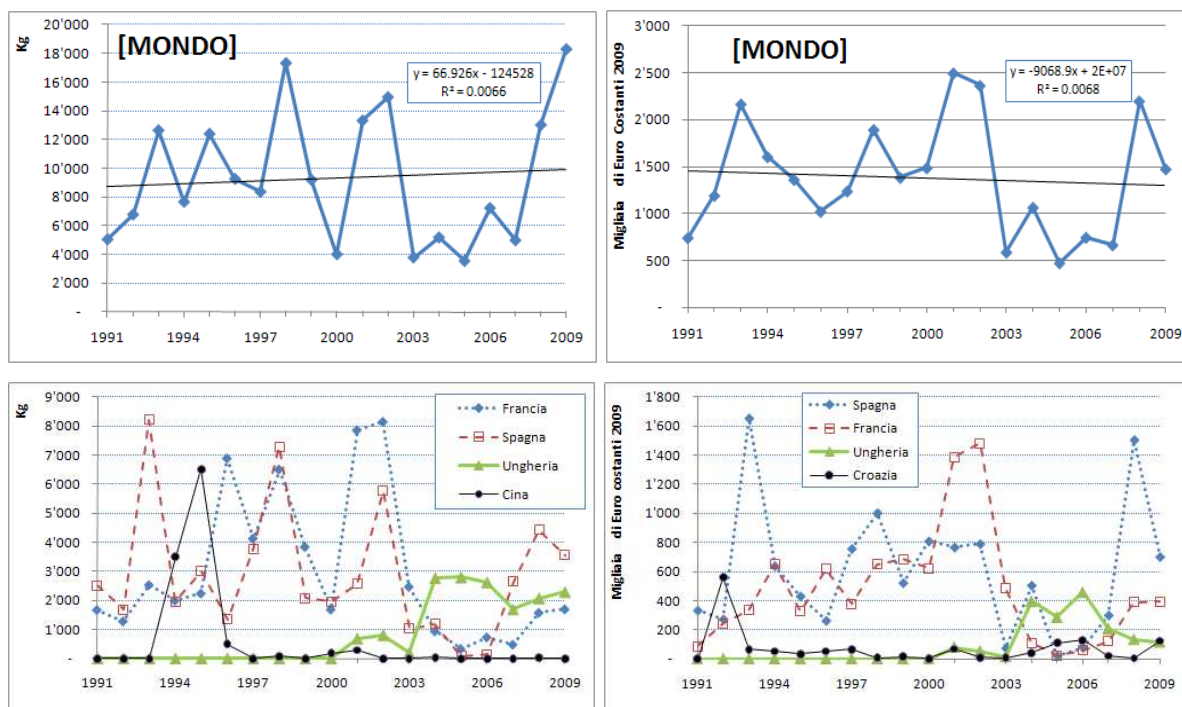 Kg
20'000
18'000
16'000
14'000
12'000
10'000
8'000
6'000
4'000
2'000
-
[MONDO]
y = 66.926x - 124528
R² = 0.0066
1991 1994 1997 2000 2003 2006 2009
Migliaia di Euro Costanti 2009
3'000
2'500
2'000
1'500
1'000
500
-
[MONDO]
y = -9068.9x + 2E+07
R² = 0.0068
1991 1994 1997 2000 2003 2006 2009
Kg
9'000
8'000
7'000
6'000
5'000
4'000
3'000
2'000
1'000
-
Francia
Spagna
Ungheria
Cina
1991 1994 1997 2000 2003 2006 2009
Migliaia di Euro costanti 2009
1'800
1'600
1'400
1'200
1'000
800
600
400
200
-
Spagna
Francia
Ungheria
Croazia
1991 1994 1997 2000 2003 2006 2009